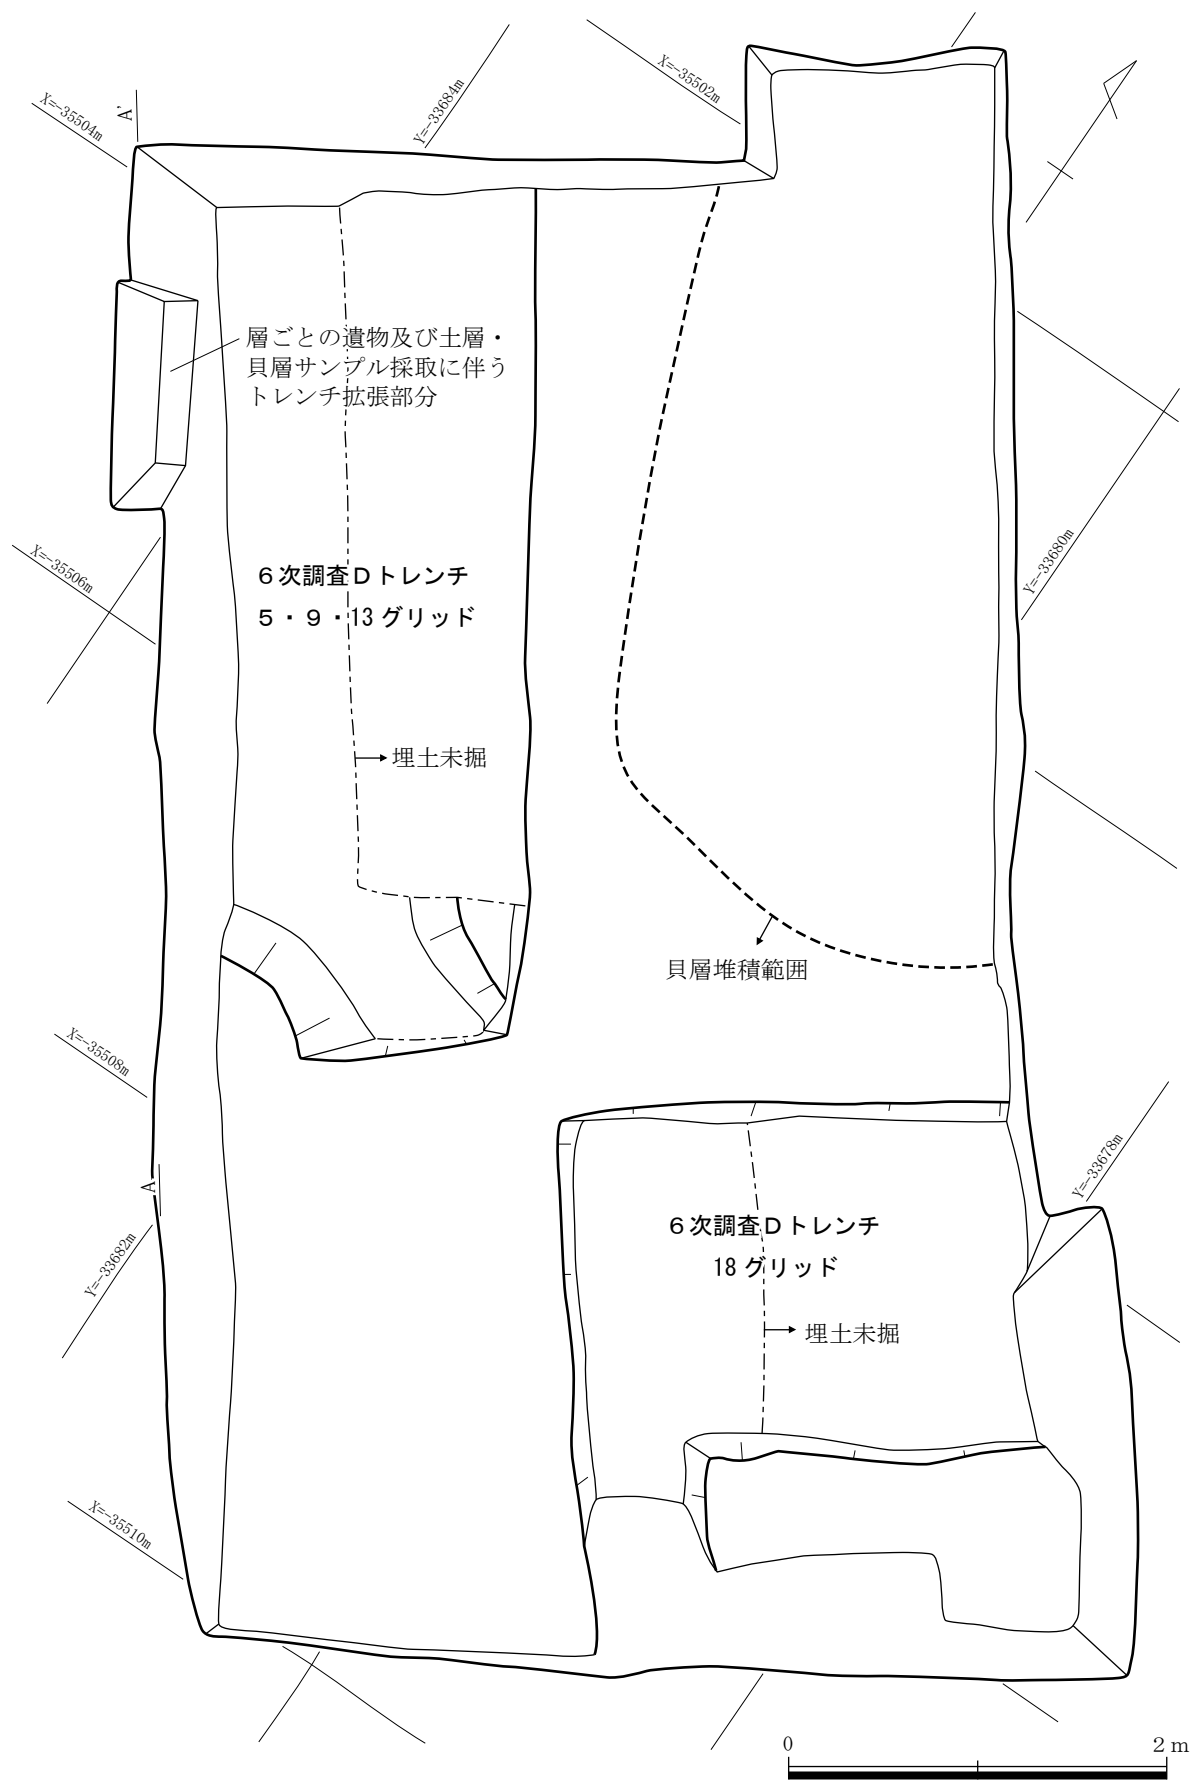 X=-35502m
Y=-33684m
X=-35504m
A'
層ごとの遺物及び土層・
貝層サンプル採取に伴う
トレンチ拡張部分
X=-35506m
６次調査Ｄトレンチ
５・９・13 グリッド
Y=-33680m
埋土未掘
貝層堆積範囲
X=-35508m
A
Y=-33678m
６次調査Ｄトレンチ
18 グリッド
Y=-33682m
埋土未掘
X=-35510m
0
2 m